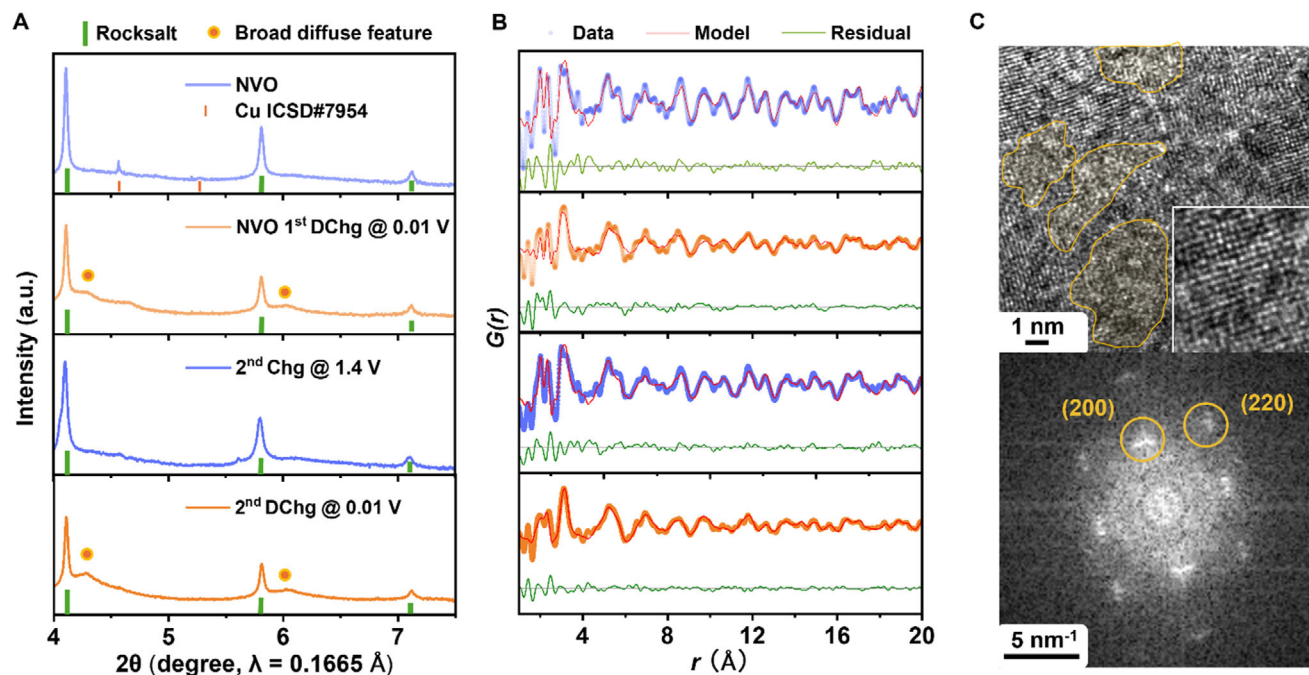 A
Rocksalt
Broad diffuse feature
NVO
Cu ICSD#7954
NVO 1st DChg @ 0.01 V
2nd Chg @ 1.4 V
2nd DChg @ 0.01 V
Intensity (a.u.)
4 5 6 7
2θ (degree, λ = 0.1665 Å)
B
Data Model Residual
G(r)
4 8 12 16 20
r (Å)
C
1 nm
(200)
(220)
5 nm-1